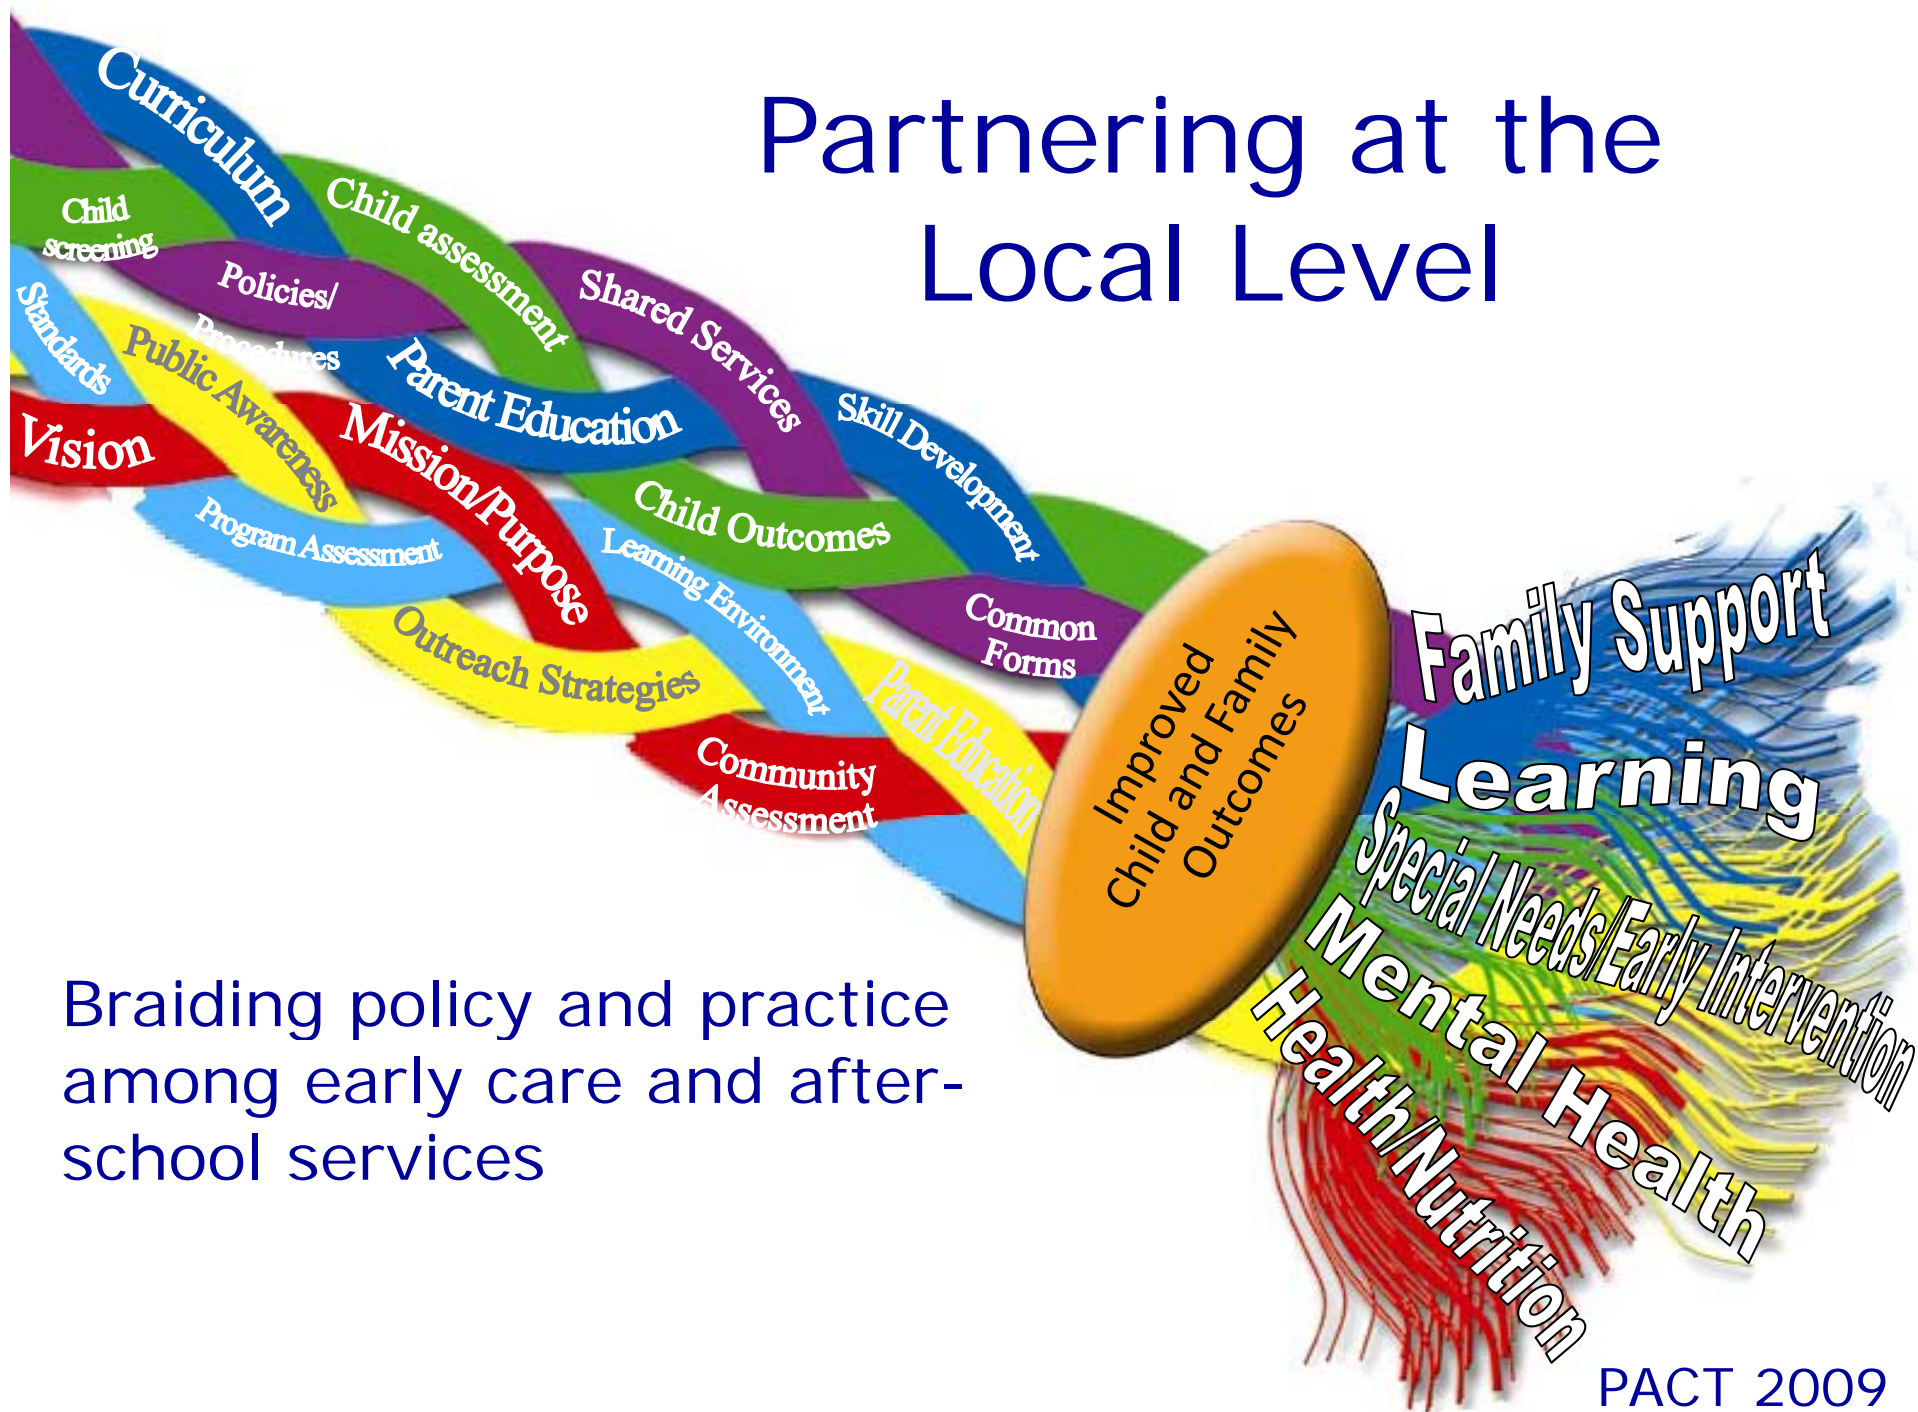 Partnering at the
Local Level
Curriculum
Child
screening
Child assessment
Policies/
Procedures
Shared Services
Standards
Public Awareness
Parent Education
Skill Development
Vision
Mission/Purpose
Child Outcomes
Program Assessment
Learning Environment
Common
Forms
Outreach Strategies
Parent Education
Community
Assessment
Improved
Child and Family
Outcomes
Family Support
Learning
Special Needs/Early Intervention
Mental Health
Health/Nutrition
Braiding policy and practice
among early care and after-
school services
PACT 2009